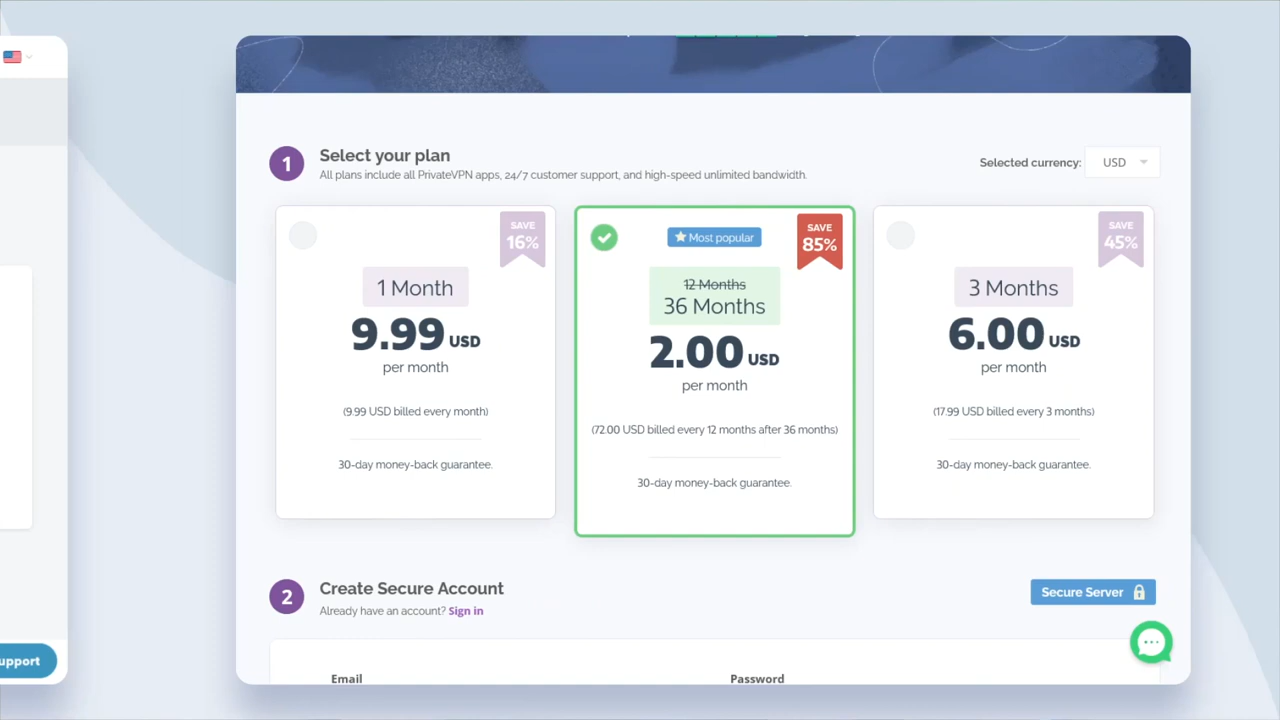 1
Select your plan
All plans include all PrivateVPN apps, 24/7 customer support, and high-speed unlimited bandwidth.
Selected currency:
USD
SAVE
16%
1 Month
9.99 USD
per month
(9.99 USD billed every month)
30-day money-back guarantee.
Most popular
SAVE
85%
12 Months
36 Months
2.00 USD
per month
(72.00 USD billed every 12 months after 36 months)
30-day money-back guarantee.
SAVE
45%
3 Months
6.00 USD
per month
(17.99 USD billed every 3 months)
30-day money-back guarantee.
2
Create Secure Account
Already have an account? Sign in
Secure Server
upport
Email
Password